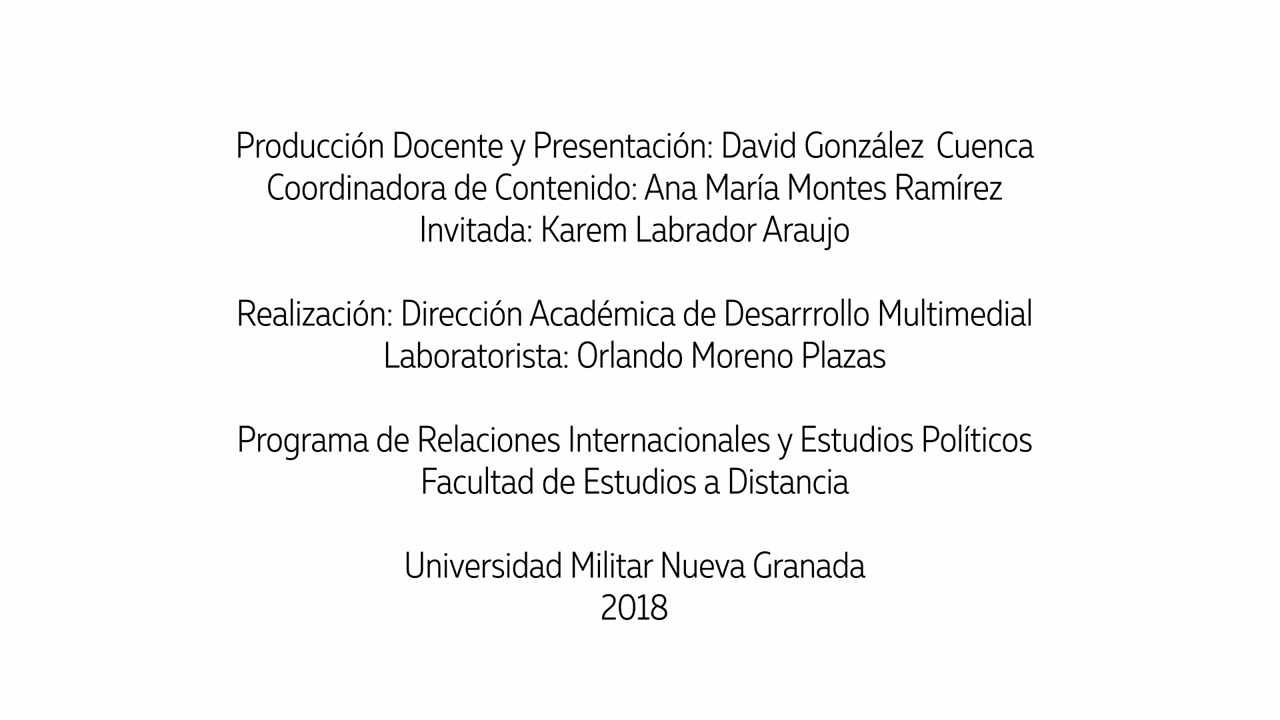 Producción Docente y Presentación: David González Cuenca
Coordinadora de Contenido: Ana María Montes Ramírez
Invitada: Karem Labrador Araujo
Realización: Dirección Académica de Desarrrollo Multimedial
Laboratorista: Orlando Moreno Plazas
Programa de Relaciones Internacionales y Estudios Políticos
Facultad de Estudios a Distancia
Universidad Militar Nueva Granada
2018